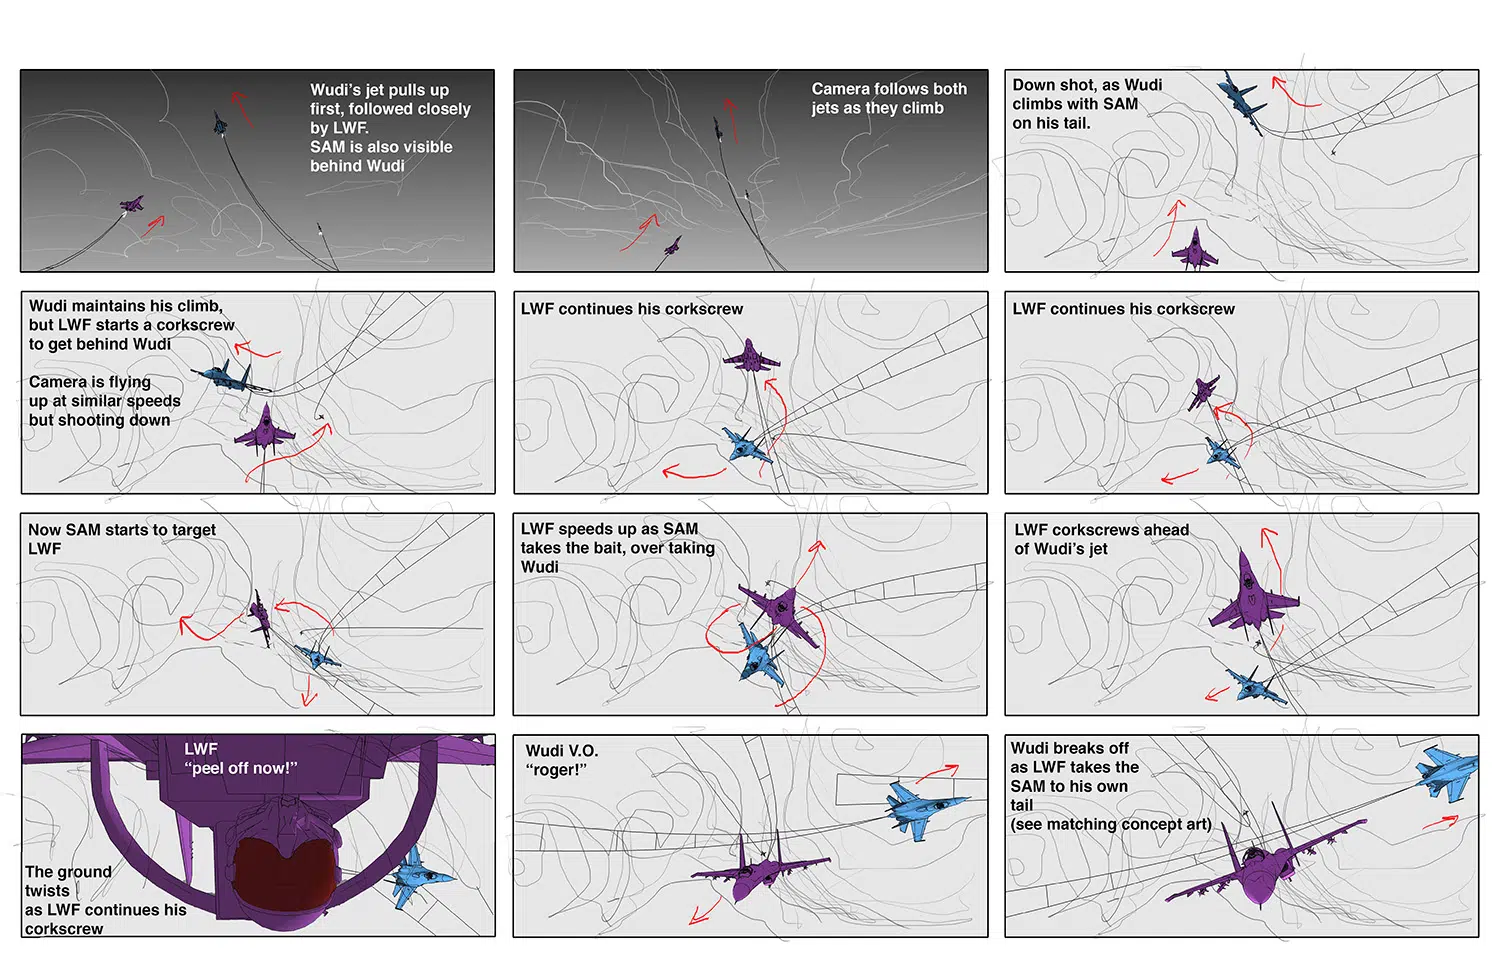 Wudi's jet pulls up
first, followed closely
by LWF.
SAM is also visible
behind Wudi
Camera follows both
jets as they climb
Down shot, as Wudi
climbs with SAM
on his tail.
Wudi maintains his climb,
but LWF starts a corkscrew
to get behind Wudi
Camera is flying
up at similar speeds
but shooting down
LWF continues his corkscrew
LWF continues his corkscrew
Now SAM starts to target
LWF
LWF speeds up as SAM
takes the bait, over taking
Wudi
LWF corkscrews ahead
of Wudi's jet
LWF
"peel off now!"
The ground
twists
as LWF continues his
corkscrew
Wudi V.O.
"roger!"
Wudi breaks off
as LWF takes the
SAM to his own
tail
(see matching concept art)